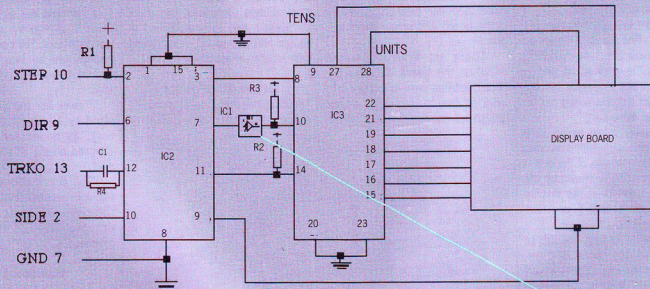 TENS
UNITS
R1
STEP 10
DIR 9
TRKO 13
C1
R4
SIDE 2
GND 7
1
15
3
2
6
7
12
11
10
9
8
IC2
IC1
R3
R2
9
27
28
8
10
14
IC3
22
21
19
18
17
16
15
20
23
DISPLAY BOARD